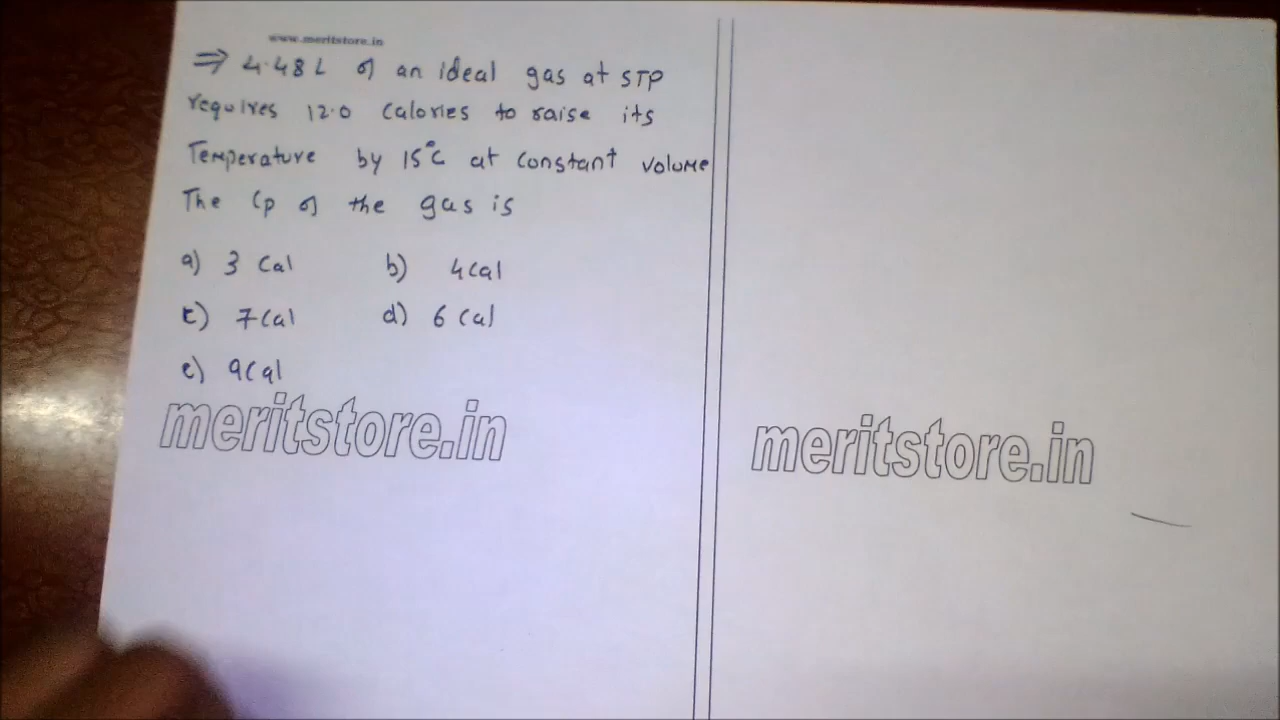 www.meritstore.in
⇒ 4.48 L of an ideal gas at STP
requires 12.0 calories to raise its
Temperature by 15°C at constant volume
The Cp of the gas is
a) 3 Cal b) 4 Cal
c) 7 Cal d) 6 Cal
e) 9 Cal
meritstore.in
meritstore.in